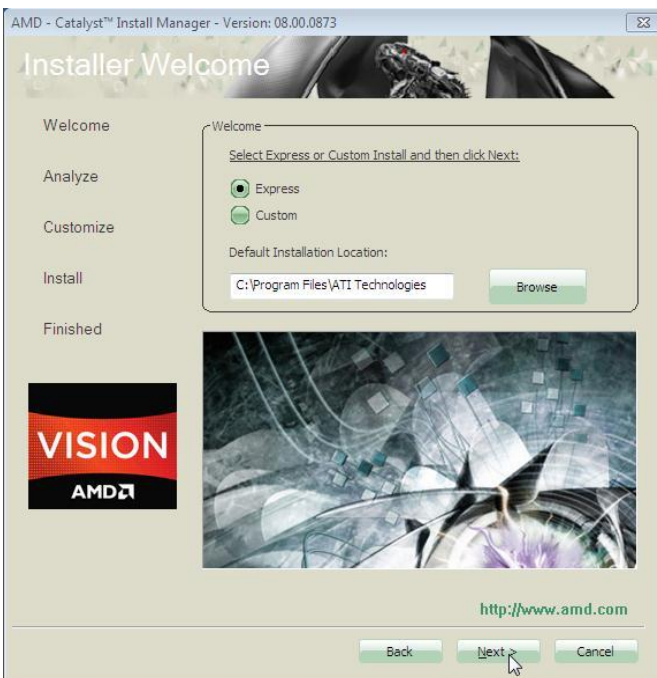 AMD - Catalyst™ Install Manager - Version: 08.00.0873
Installer Welcome
Welcome
Analyze
Customize
Install
Finished
Welcome
Select Express or Custom Install and then click Next:
Express
Custom
Default Installation Location:
C:\Program Files\ATI Technologies
Browse
VISION
AMD
http://www.amd.com
Back
Next >
Cancel